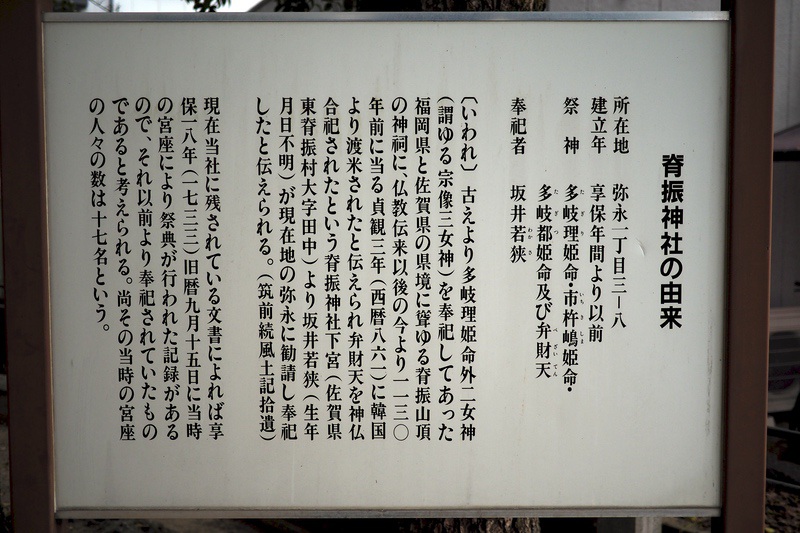 脊振神社の由来
所在地　弥永一丁目三ー八
建立年　享保年間より以前
祭　神　多岐理姫命・市杵嶋姫命・
多岐都姫命及び弁財天
奉祀者　坂井若狭
〔いわれ〕　古えより多岐理姫命外二女神
（謂ゆる宗像三女神）を奉祀してあった
福岡県と佐賀県の県境に聳ゆる脊振山頂
の神祠に、仏教伝来以後の今より一一三〇
年前に当る貞観三年（西暦八六一）に韓国
より渡米されたと伝えられ弁財天を神仏
合祀されたという脊振神社下宮（佐賀県
東脊振村大字田中）より坂井若狭（生年
月日不明）が現在地の弥永に勧請し奉祀
したと伝えられる。（筑前続風土記拾遺）
現在当社に残されている文書によれば享
保一八年（一七三三）旧暦九月十五日に当時
の宮座により祭典が行われた記録がある
ので、それ以前より奉祀されていたもの
であると考えられる。尚その当時の宮座
の人々の数は十七名という。